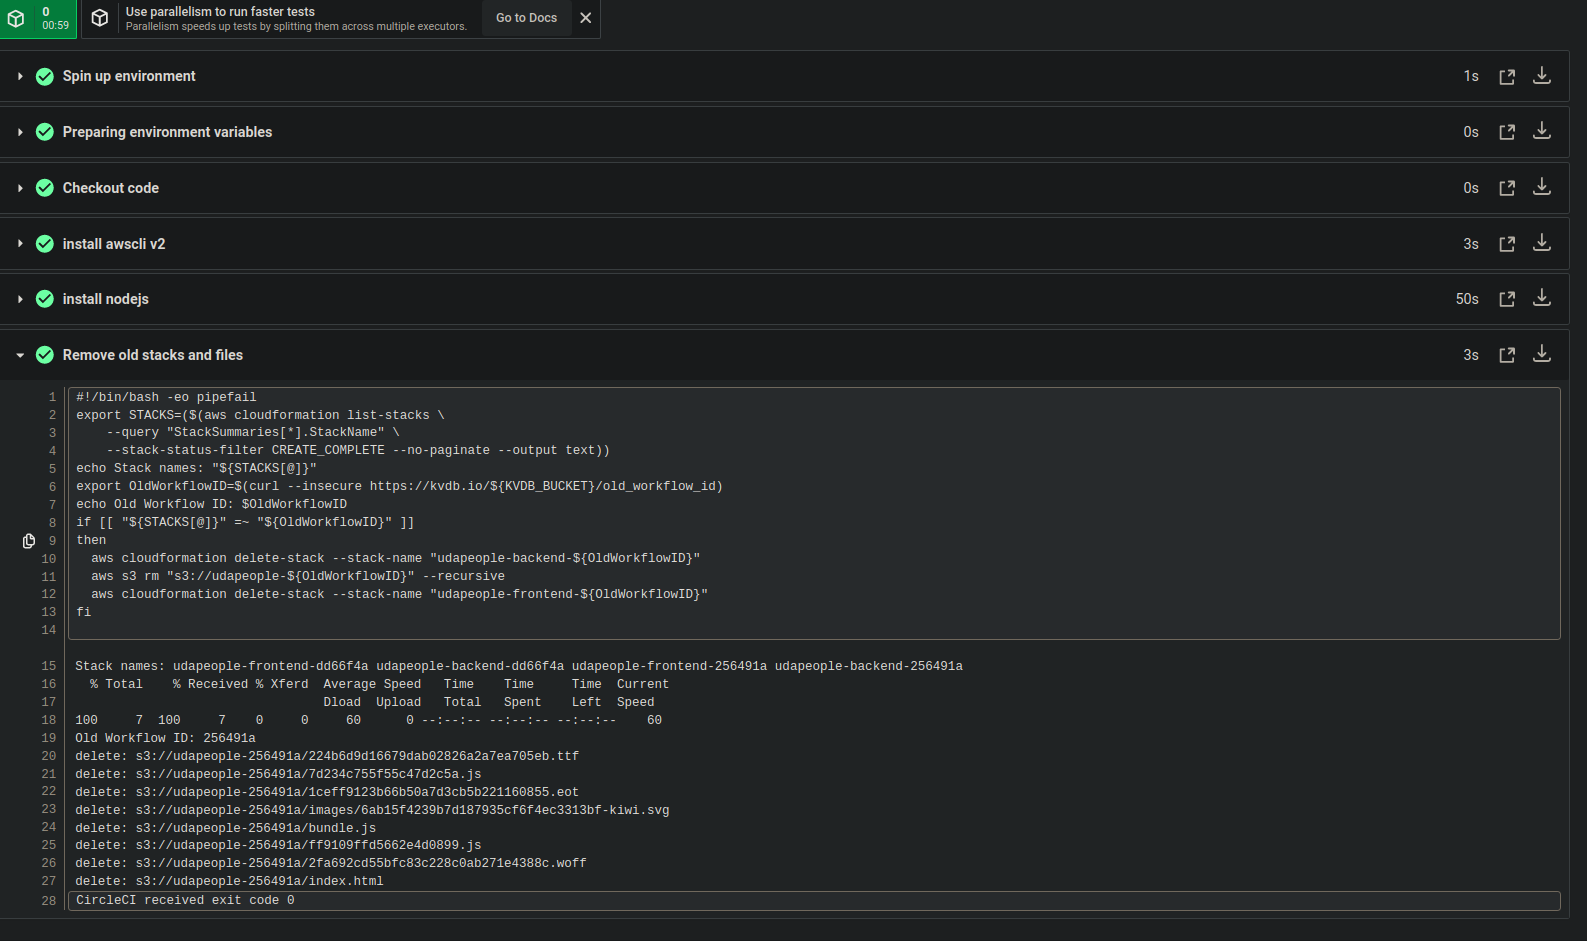 0
00:59
Use parallelism to run faster tests
Parallelism speeds up tests by splitting them across multiple executors.
Go to Docs
Spin up environment 1s
Preparing environment variables 0s
Checkout code 0s
install awscli v2 3s
install nodejs 50s
Remove old stacks and files 3s
1 #!/bin/bash -eo pipefail
2 export STACKS=($(aws cloudformation list-stacks \
3     --query "StackSummaries[*].StackName" \
4     --stack-status-filter CREATE_COMPLETE --no-paginate --output text))
5 echo Stack names: "${STACKS[@]}"
6 export OldWorkflowID=$(curl --insecure https://kvdb.io/${KVDB_BUCKET}/old_workflow_id)
7 echo Old Workflow ID: $OldWorkflowID
8 if [[ "${STACKS[@]}" =~ "${OldWorkflowID}" ]]
9 then
10   aws cloudformation delete-stack --stack-name "udapeople-backend-${OldWorkflowID}"
11   aws s3 rm "s3://udapeople-${OldWorkflowID}" --recursive
12   aws cloudformation delete-stack --stack-name "udapeople-frontend-${OldWorkflowID}"
13 fi
14
15 Stack names: udapeople-frontend-dd66f4a udapeople-backend-dd66f4a udapeople-frontend-256491a udapeople-backend-256491a
16   % Total    % Received % Xferd  Average Speed   Time    Time     Time  Current
17                                  Dload  Upload   Total   Spent    Left  Speed
18 100     7  100     7    0     0     60      0 --:--:-- --:--:-- --:--:--    60
19 Old Workflow ID: 256491a
20 delete: s3://udapeople-256491a/224b6d9d16679dab02826a2a7ea705eb.ttf
21 delete: s3://udapeople-256491a/7d234c755f55c47d2c5a.js
22 delete: s3://udapeople-256491a/1ceff9123b66b50a7d3cb5b221160855.eot
23 delete: s3://udapeople-256491a/images/6ab15f4239b7d187935cf6f4ec3313bf-kiwi.svg
24 delete: s3://udapeople-256491a/bundle.js
25 delete: s3://udapeople-256491a/ff9109ffd5662e4d0899.js
26 delete: s3://udapeople-256491a/2fa692cd55bfc83c228c0ab271e4388c.woff
27 delete: s3://udapeople-256491a/index.html
28 CircleCI received exit code 0